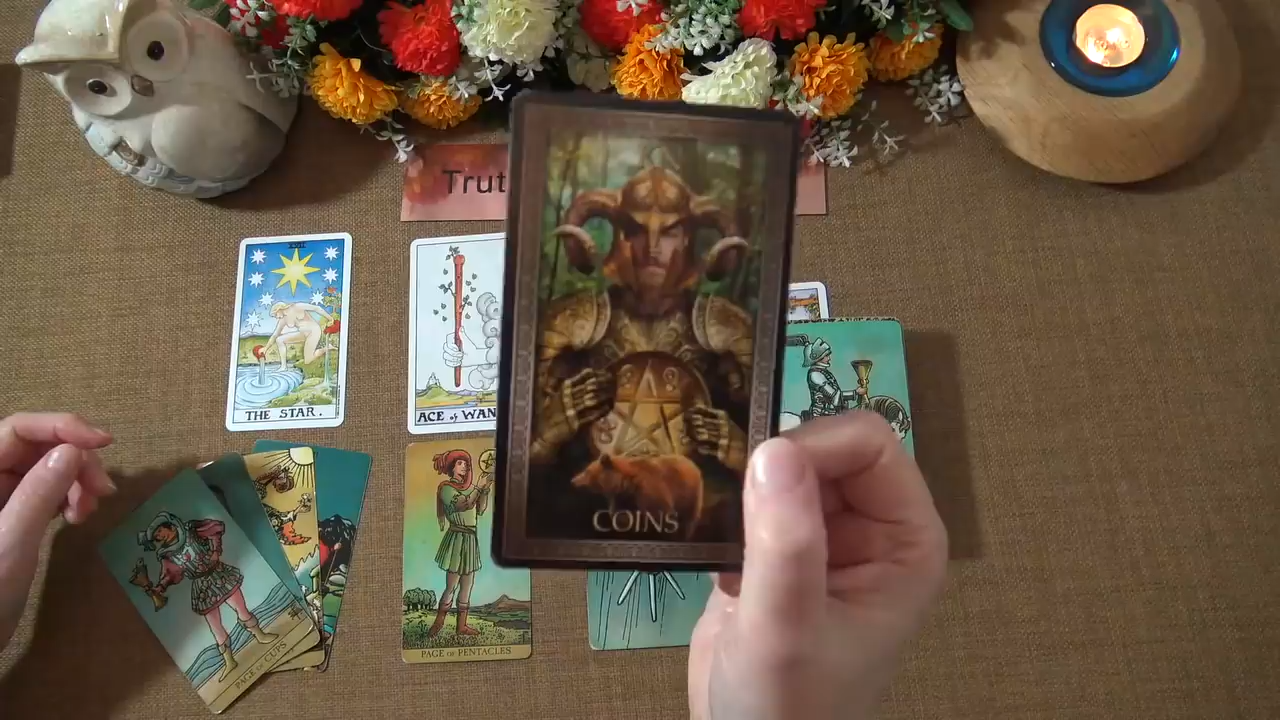 Trut
THE STAR.
ACE of WAN
COINS
PAGE OF PENTACLES
PAGE OF CUPS